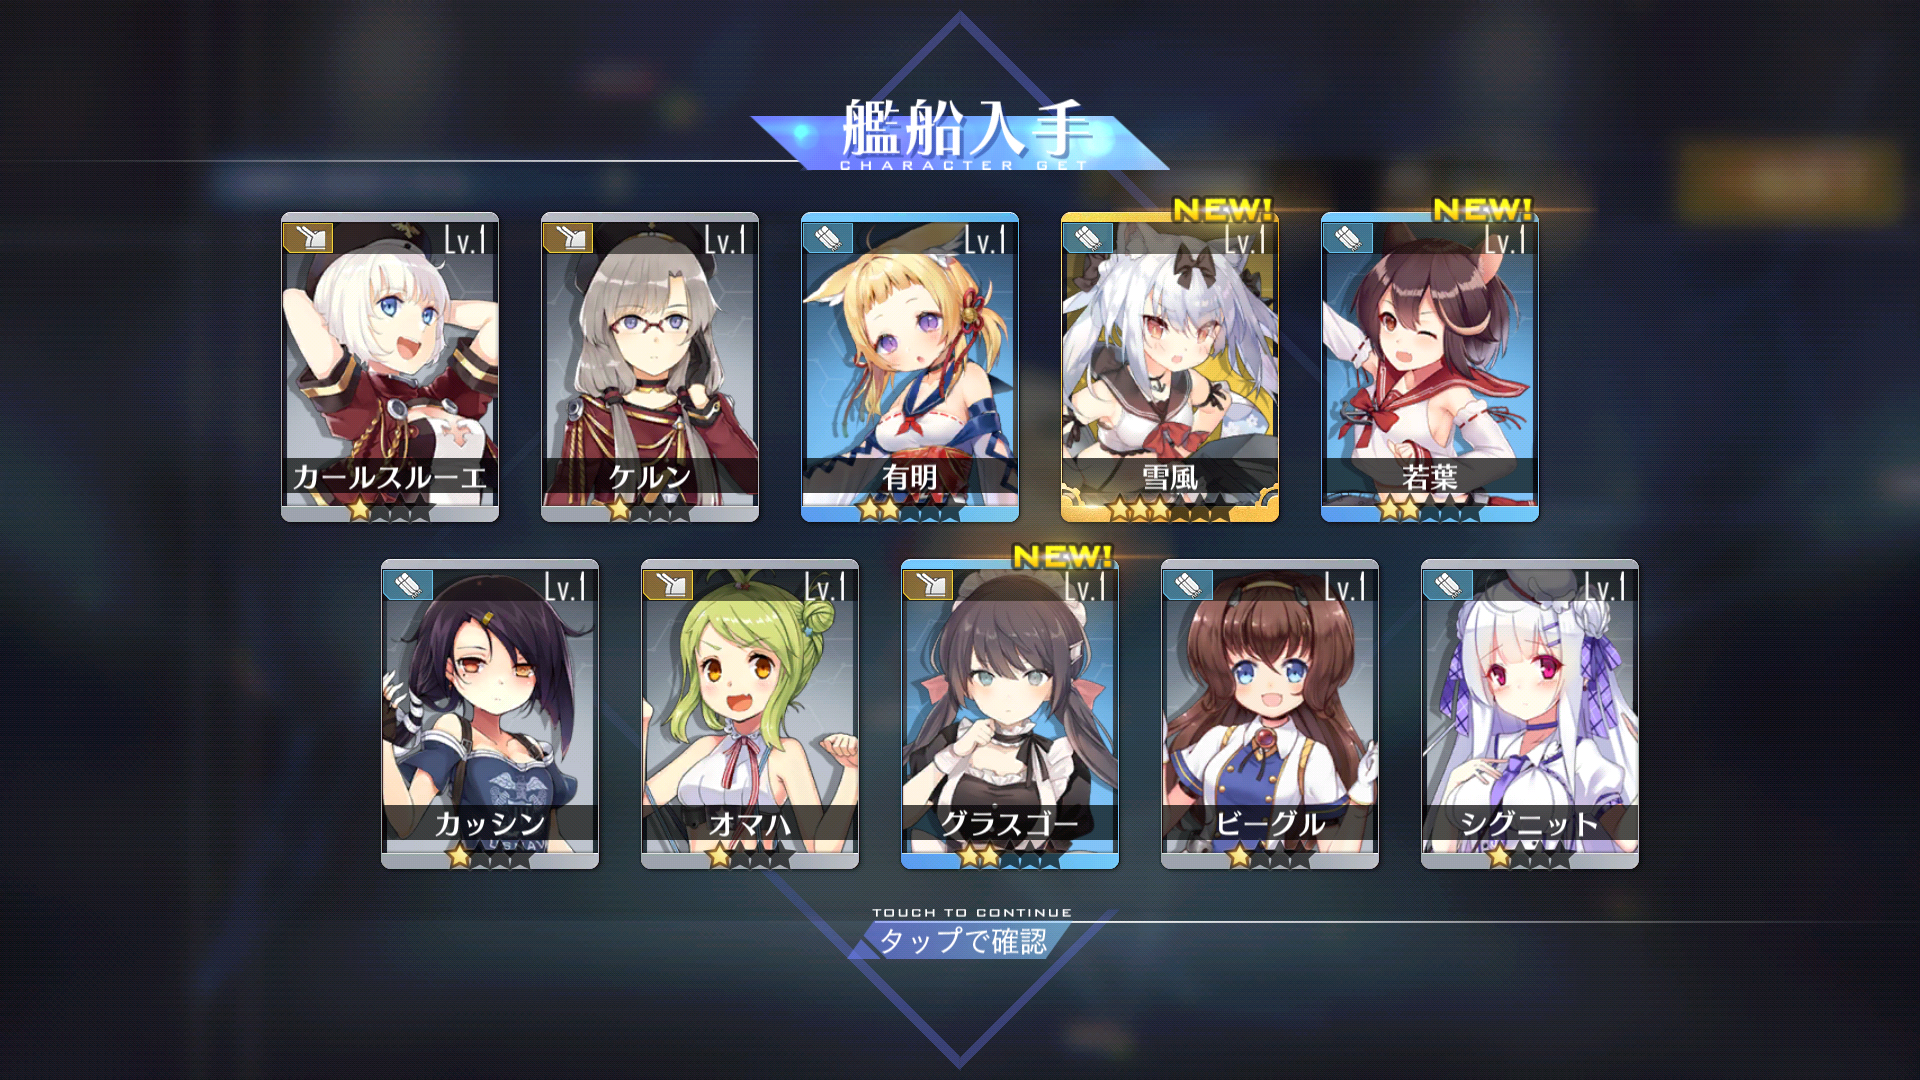 艦船入手
CHARACTER GET
NEW!
NEW!
Lv.1
Lv.1
Lv.1
Lv.1
Lv.1
カールスルーエ
ケルン
有明
雪風
若葉
NEW!
Lv.1
Lv.1
Lv.1
Lv.1
Lv.1
カッシン
オマハ
グラスゴー
ビーグル
シグニット
TOUCH TO CONTINUE
タップで確認